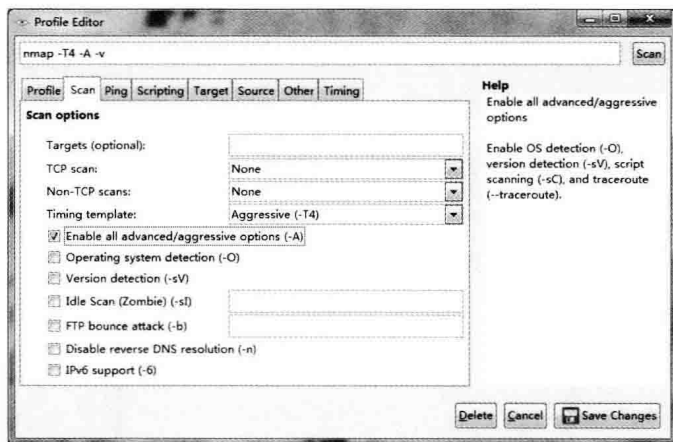 Profile Editor
nmap -T4 -A -v
Scan
Profile Scan Ping Scripting Target Source Other Timing
Scan options
Targets (optional):
TCP scan: None
Non-TCP scans: None
Timing template: Aggressive (-T4)
Enable all advanced/aggressive options (-A)
Operating system detection (-O)
Version detection (-sV)
Idle Scan (Zombie) (-sI)
FTP bounce attack (-b)
Disable reverse DNS resolution (-n)
IPv6 support (-6)
Help
Enable all advanced/aggressive
options
Enable OS detection (-O),
version detection (-sV), script
scanning (-sC), and traceroute
(--traceroute).
Delete Cancel Save Changes